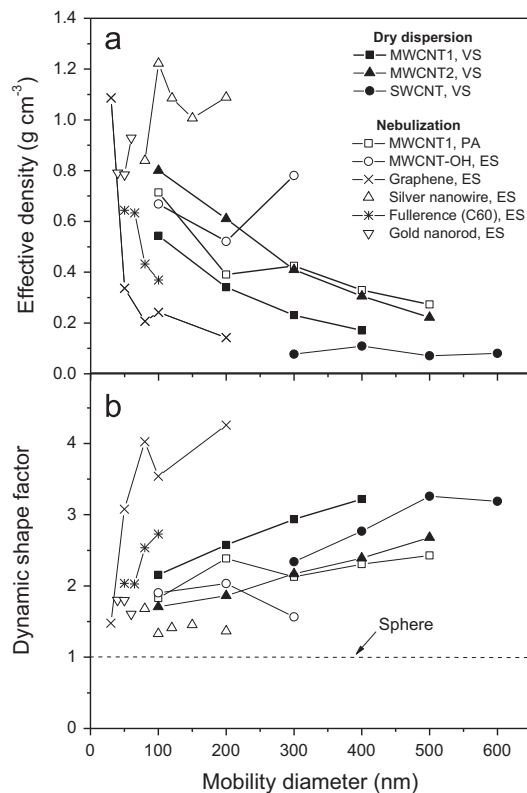 a
Dry dispersion
MWCNT1, VS
MWCNT2, VS
SWCNT, VS
Nebulization
MWCNT1, PA
MWCNT-OH, ES
Graphene, ES
Silver nanowire, ES
Fullerence (C60), ES
Gold nanorod, ES
Effective density (g cm⁻³)
1.4
1.2
1.0
0.8
0.6
0.4
0.2
0.0
b
Dynamic shape factor
4
3
2
1
0
Sphere
0 100 200 300 400 500 600
Mobility diameter (nm)